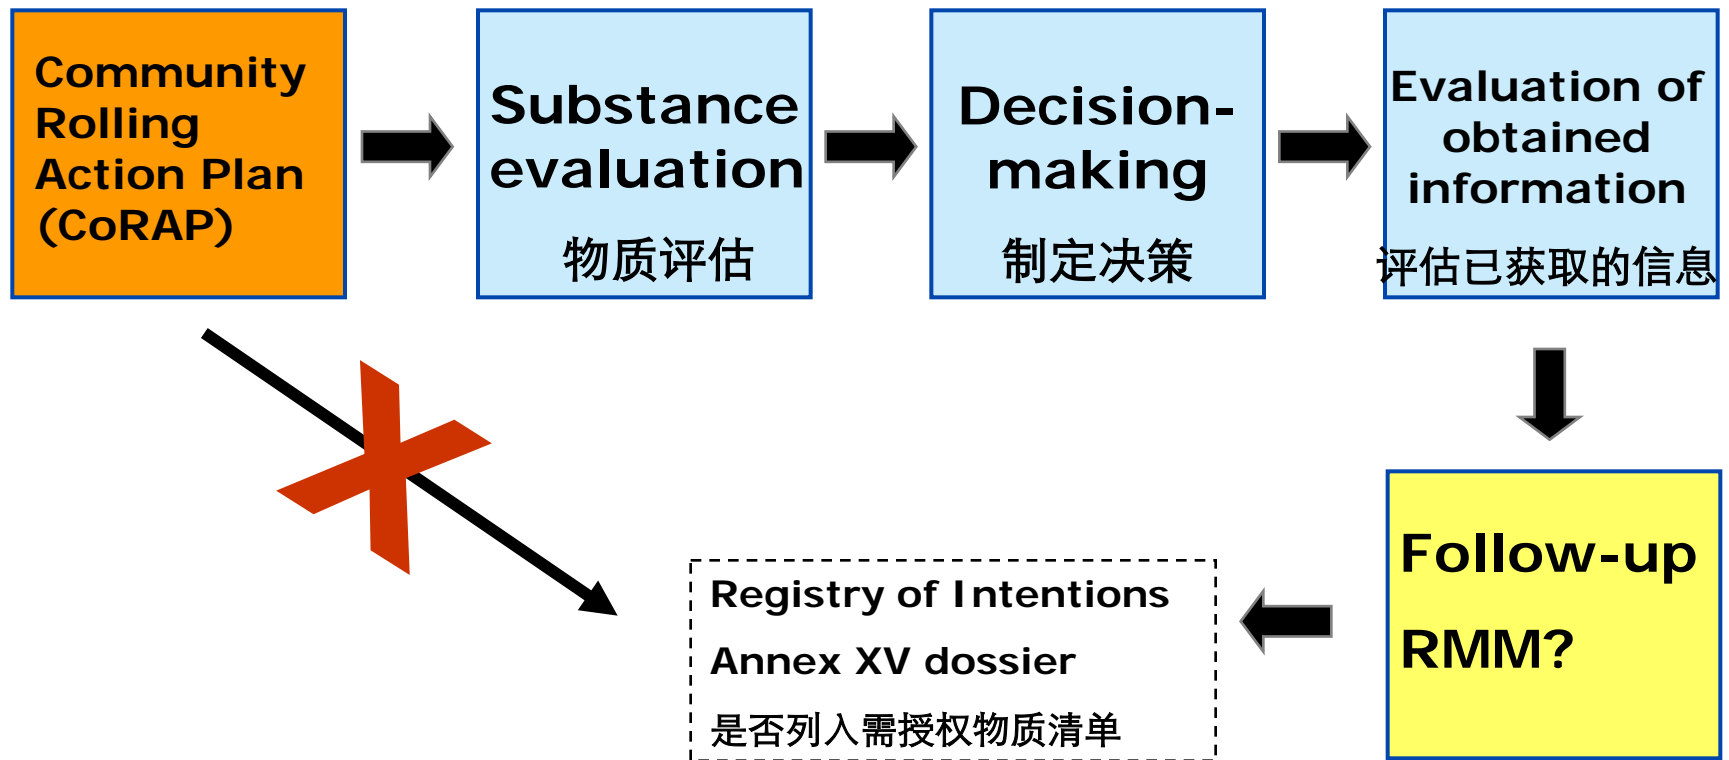 Community
Rolling
Action Plan
(CoRAP)
Substance
evaluation
物质评估
Decision-
making
制定决策
Evaluation of
obtained
information
评估已获取的信息
Follow-up
RMM?
Registry of Intentions
Annex XV dossier
是否列入需授权物质清单